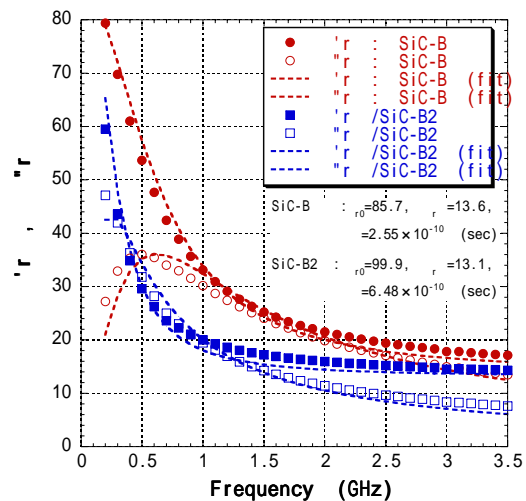 80
70
60
50
40
30
20
10
0
'r , "r
0 0.5 1 1.5 2 2.5 3 3.5
Frequency (GHz)
'r : SiC-B
"r : SiC-B
'r : SiC-B (fit)
"r : SiC-B (fit)
'r /SiC-B2
"r /SiC-B2
'r /SiC-B2 (fit)
"r /SiC-B2 (fit)
SiC-B : r0=85.7, r =13.6,
=2.55×10-10 (sec)
SiC-B2 : r0=99.9, r =13.1,
=6.48×10-10 (sec)